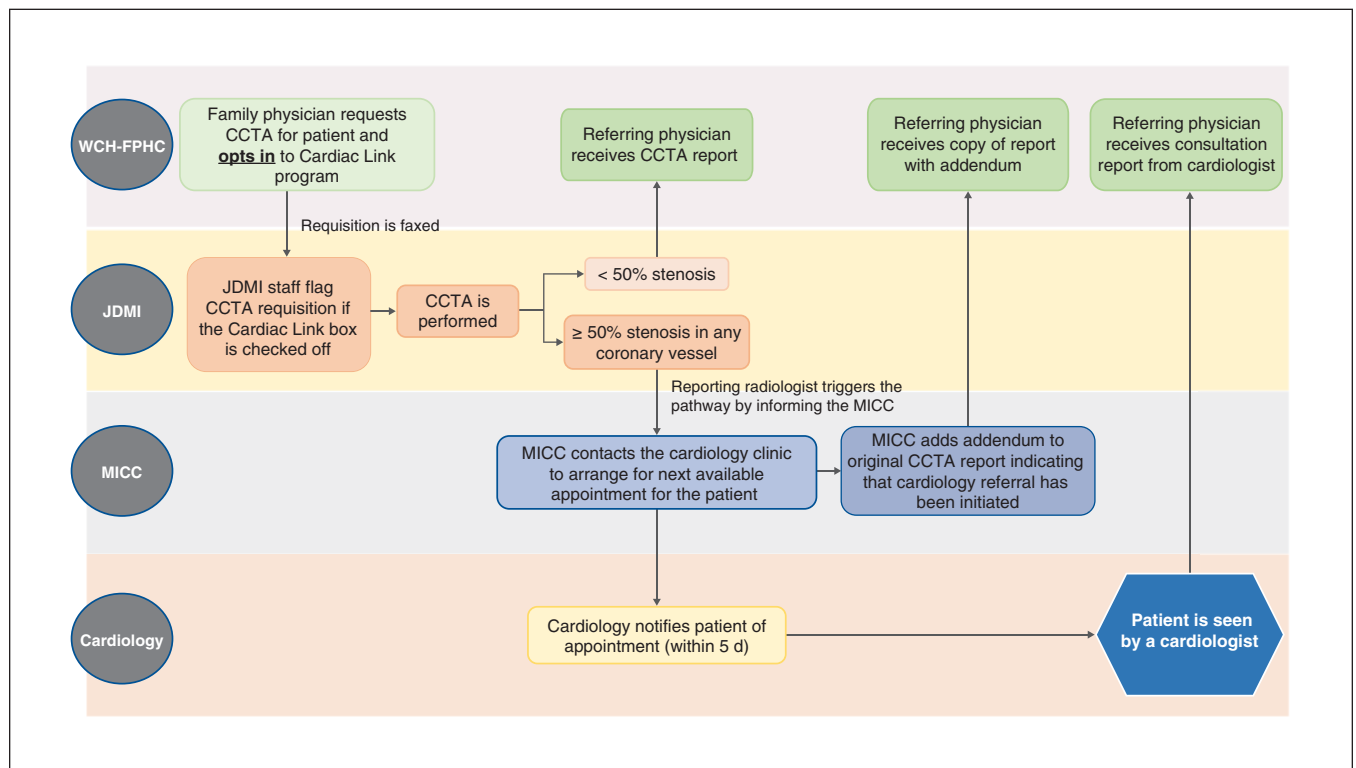 WCH-FPHC
Family physician requests
CCTA for patient and
opts in to Cardiac Link
program
Referring physician
receives CCTA report
Referring physician
receives copy of report
with addendum
Referring physician
receives consultation
report from cardiologist
Requisition is faxed
JDMI
JDMI staff flag
CCTA requisition if
the Cardiac Link box
is checked off
CCTA is
performed
< 50% stenosis
≥ 50% stenosis in any
coronary vessel
Reporting radiologist triggers the
pathway by informing the MICC
MICC
MICC contacts the cardiology clinic
to arrange for next available
appointment for the patient
MICC adds addendum to
original CCTA report indicating
that cardiology referral has
been initiated
Cardiology
Cardiology notifies patient of
appointment (within 5 d)
Patient is seen
by a cardiologist